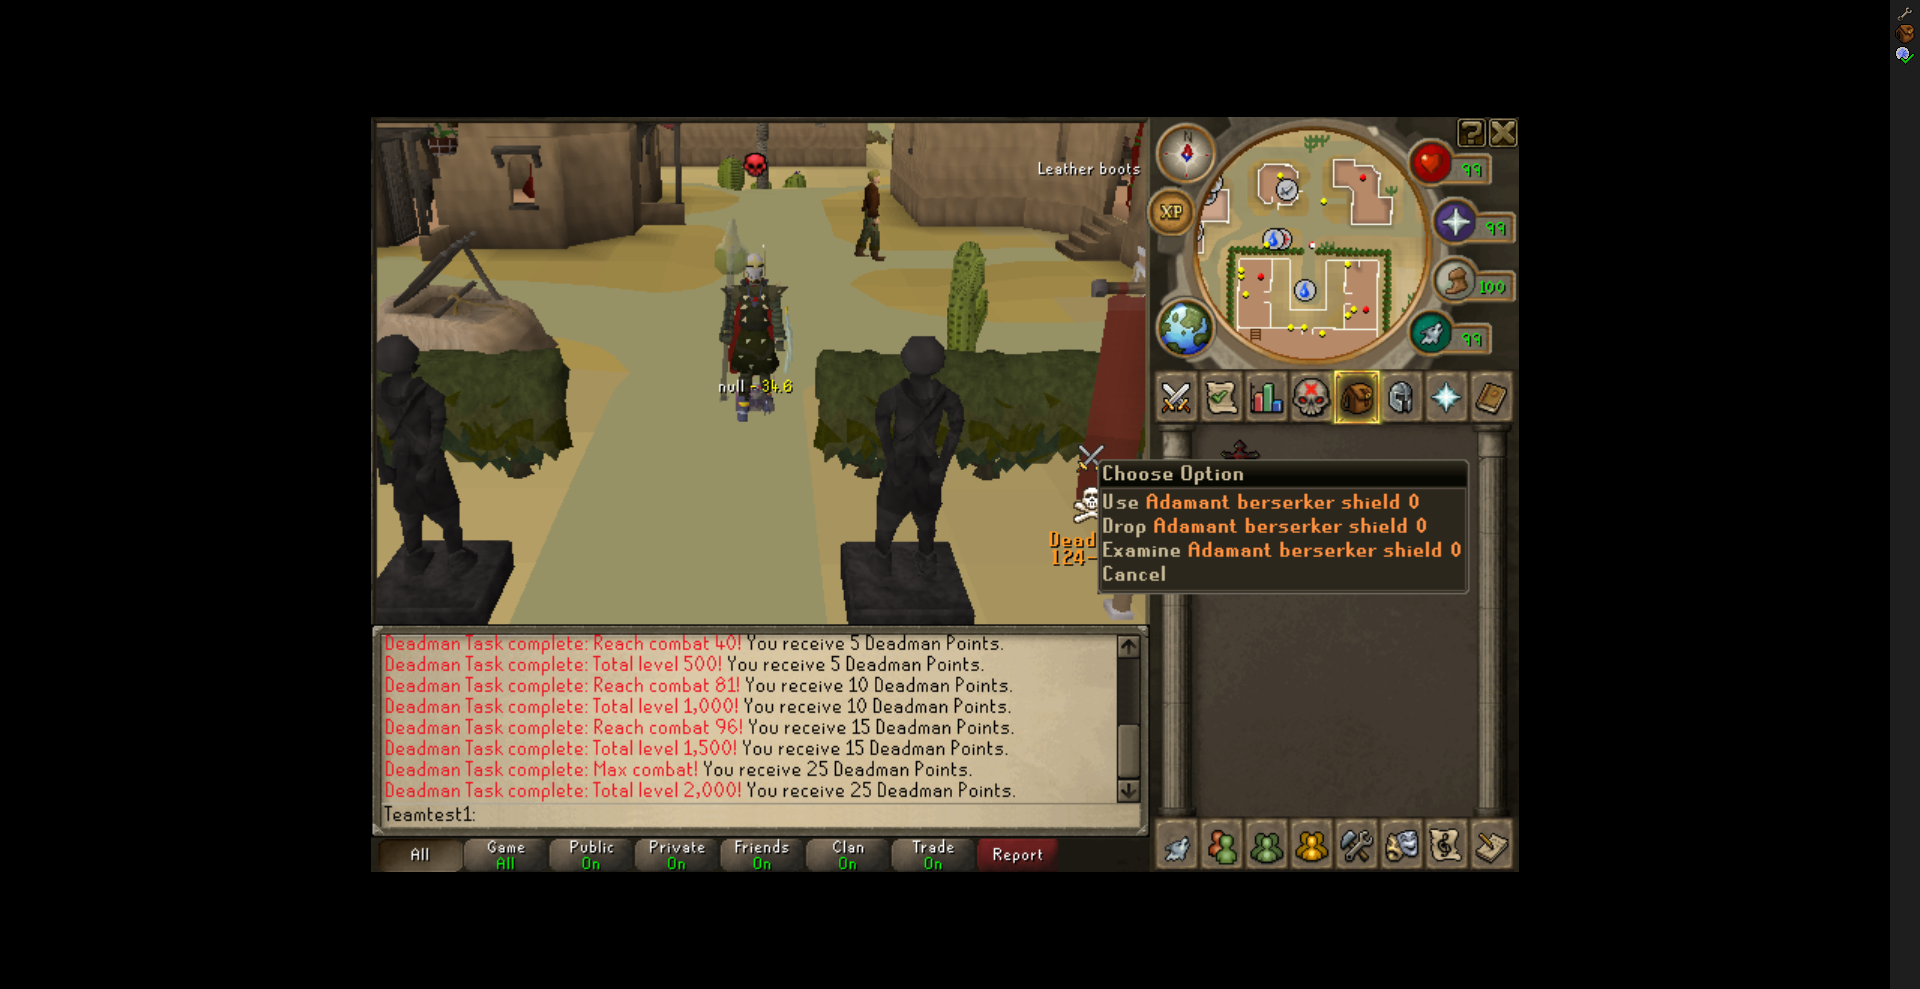 Leather boots
N
99
XP
99
100
99
null - 34.6
Choose Option
Use Adamant berserker shield 0
Drop Adamant berserker shield 0
Examine Adamant berserker shield 0
Cancel
Dead
124-
Deadman Task complete: Reach combat 40! You receive 5 Deadman Points.
Deadman Task complete: Total level 500! You receive 5 Deadman Points.
Deadman Task complete: Reach combat 81! You receive 10 Deadman Points.
Deadman Task complete: Total level 1,000! You receive 10 Deadman Points.
Deadman Task complete: Reach combat 96! You receive 15 Deadman Points.
Deadman Task complete: Total level 1,500! You receive 15 Deadman Points.
Deadman Task complete: Max combat! You receive 25 Deadman Points.
Deadman Task complete: Total level 2,000! You receive 25 Deadman Points.
Teamtest1:
All
Game
All
Public
On
Private
On
Friends
On
Clan
On
Trade
On
Report